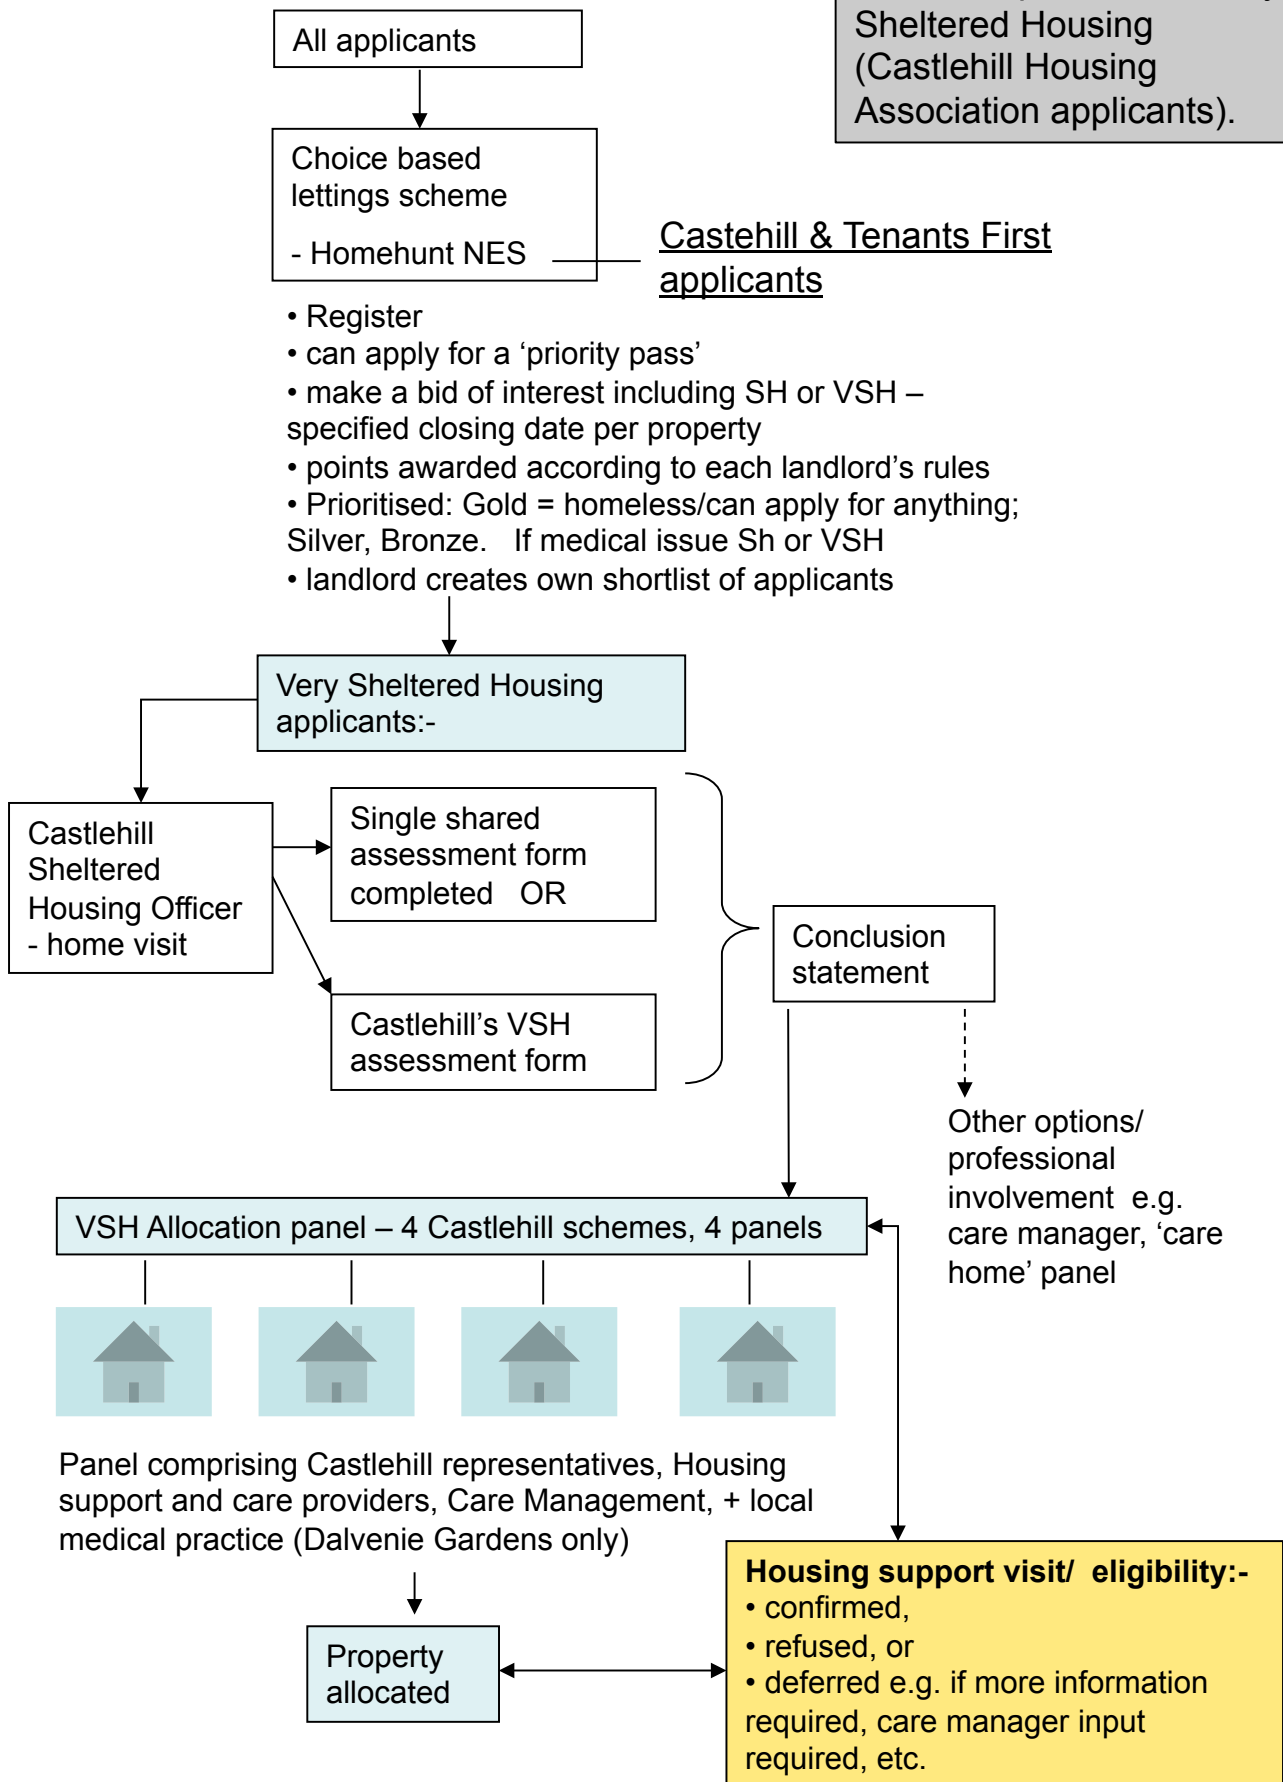 All applicants
Sheltered Housing
(Castlehill Housing
Association applicants).
Choice based
lettings scheme
- Homehunt NES
Castehill & Tenants First
applicants
• Register
• can apply for a ‘priority pass’
• make a bid of interest including SH or VSH –
specified closing date per property
• points awarded according to each landlord’s rules
• Prioritised: Gold = homeless/can apply for anything;
Silver, Bronze. If medical issue Sh or VSH
• landlord creates own shortlist of applicants
Very Sheltered Housing
applicants:-
Castlehill
Sheltered
Housing Officer
- home visit
Single shared
assessment form
completed OR
Castlehill’s VSH
assessment form
Conclusion
statement
Other options/
professional
involvement e.g.
care manager, ‘care
home’ panel
VSH Allocation panel – 4 Castlehill schemes, 4 panels
Panel comprising Castlehill representatives, Housing
support and care providers, Care Management, + local
medical practice (Dalvenie Gardens only)
Property
allocated
Housing support visit/ eligibility:-
• confirmed,
• refused, or
• deferred e.g. if more information
required, care manager input
required, etc.